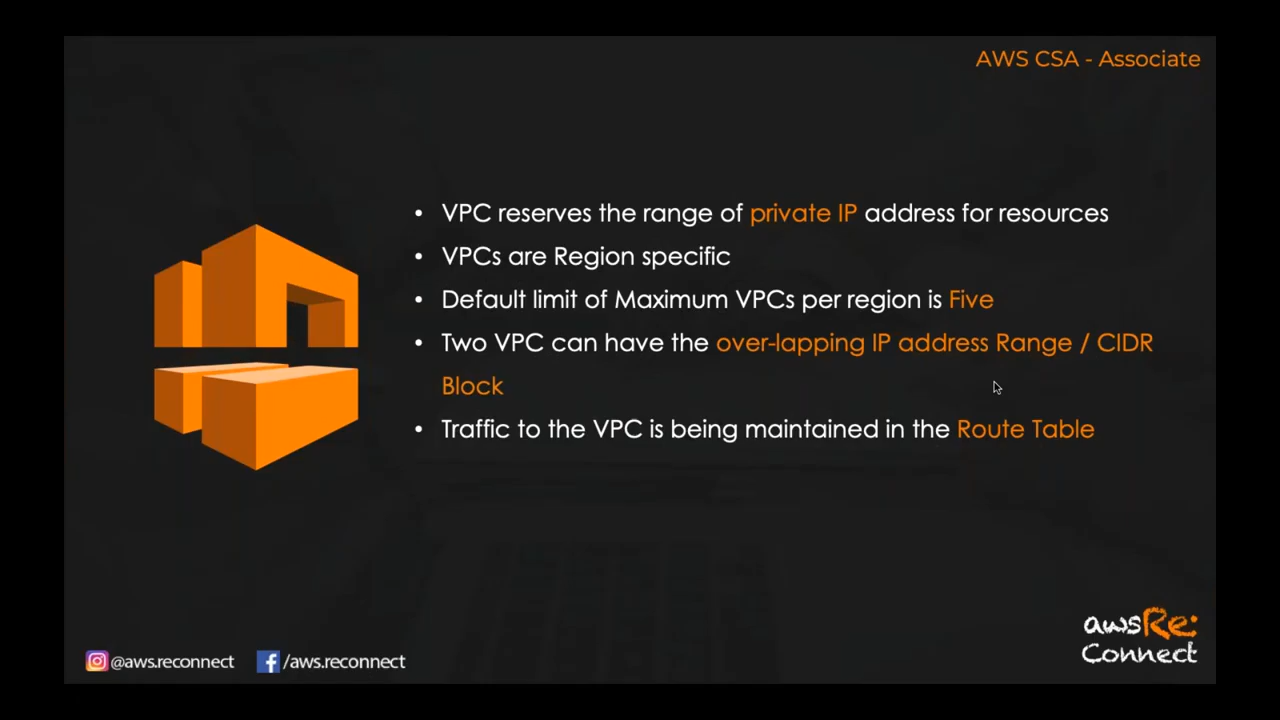 AWS CSA - Associate
• VPC reserves the range of private IP address for resources
• VPCs are Region specific
• Default limit of Maximum VPCs per region is Five
• Two VPC can have the over-lapping IP address Range / CIDR
Block
• Traffic to the VPC is being maintained in the Route Table
awsRe:
Connect
@aws.reconnect /aws.reconnect